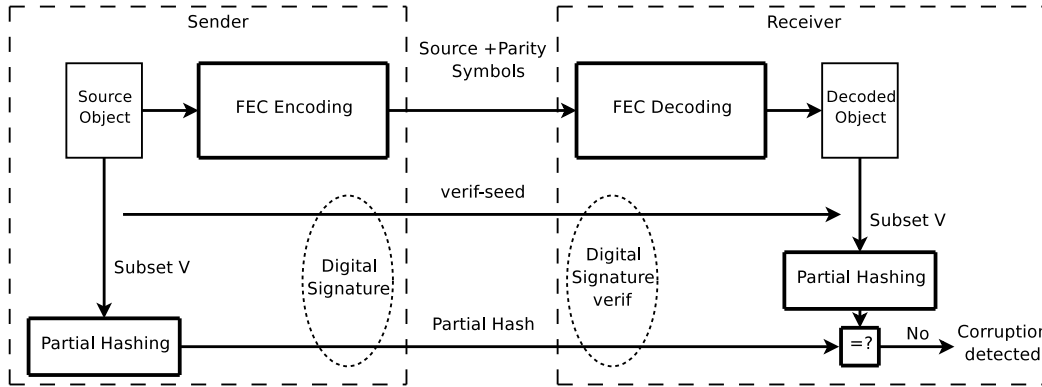 Sender
Receiver
Source +Parity
Symbols
Source
Object
FEC Encoding
FEC Decoding
Decoded
Object
verif-seed
Subset V
Subset V
Digital
Signature
Digital
Signature
verif
Partial Hashing
Partial Hash
Partial Hashing
=?
No
Corruption
detected